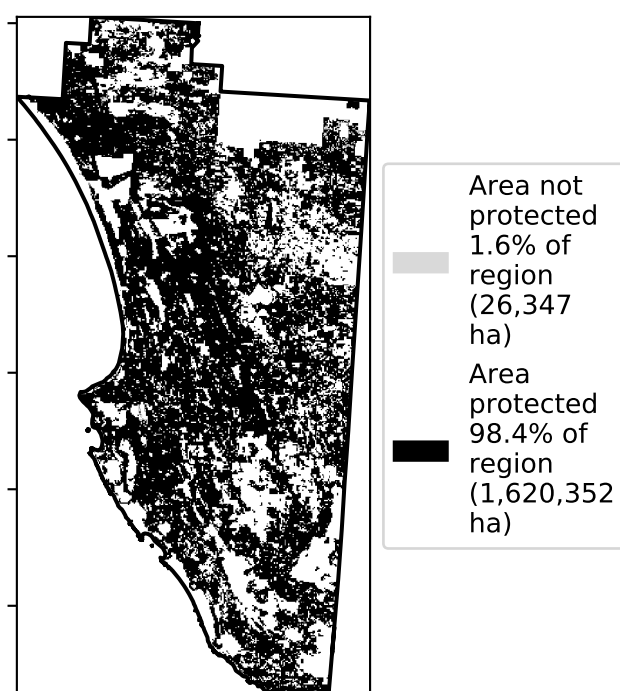 Area not
protected
1.6% of
region
(26,347
ha)
Area
protected
98.4% of
region
(1,620,352
ha)